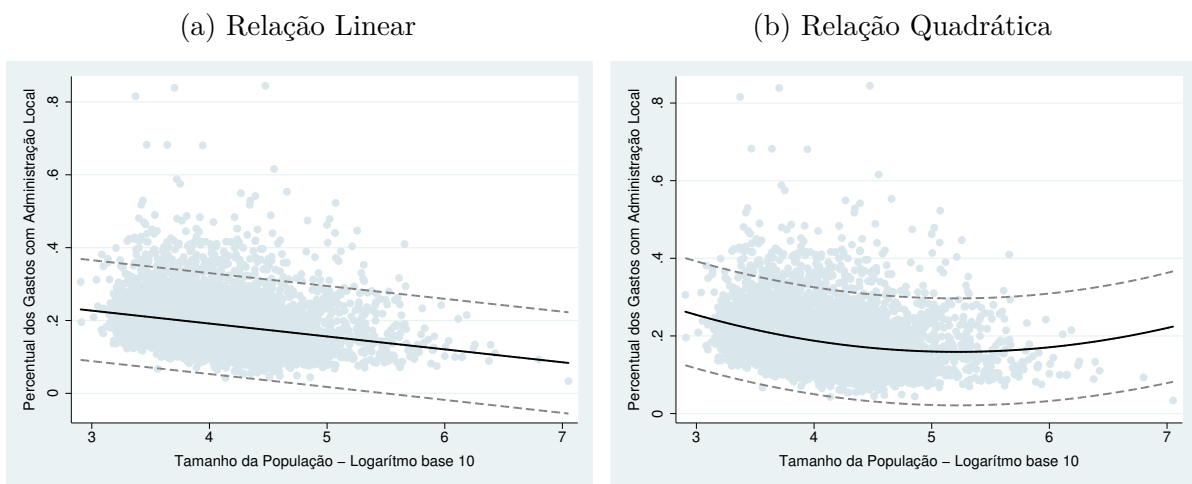 (a) Relação Linear
Percentual dos Gastos com Administração Local
.8
.6
.4
.2
0
3 4 5 6 7
Tamanho da População – Logarítmo base 10
(b) Relação Quadrática
Percentual dos Gastos com Administração Local
.8
.6
.4
.2
0
3 4 5 6 7
Tamanho da População – Logarítmo base 10